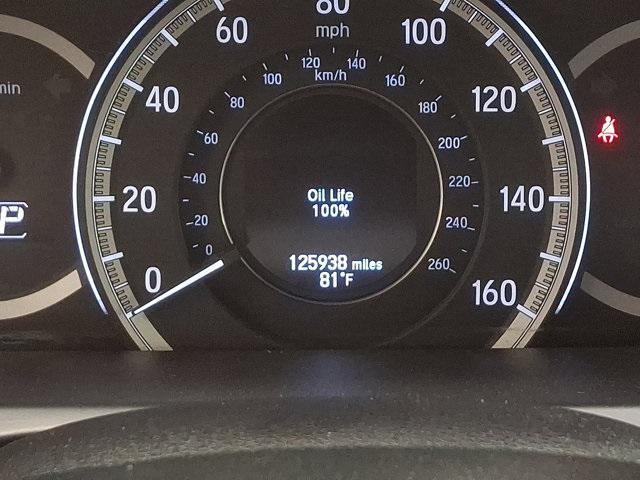 80
60 mph 100
120 140
100 km/h 160
min 40 80 180 120
60 200
40 Oil Life 220
P 20 100% 140
20 240
0 125938 miles 260
0 81°F 160